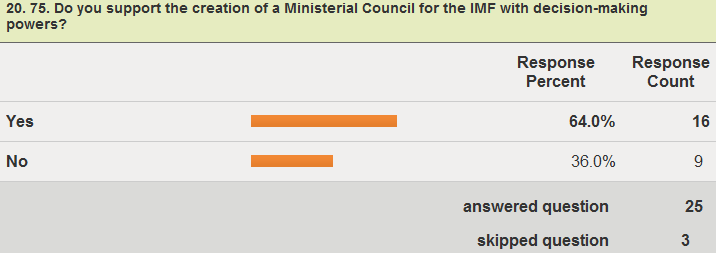 20. 75. Do you support the creation of a Ministerial Council for the IMF with decision-making
powers?
Response Response
Percent Count
Yes 64.0% 16
No 36.0% 9
answered question 25
skipped question 3